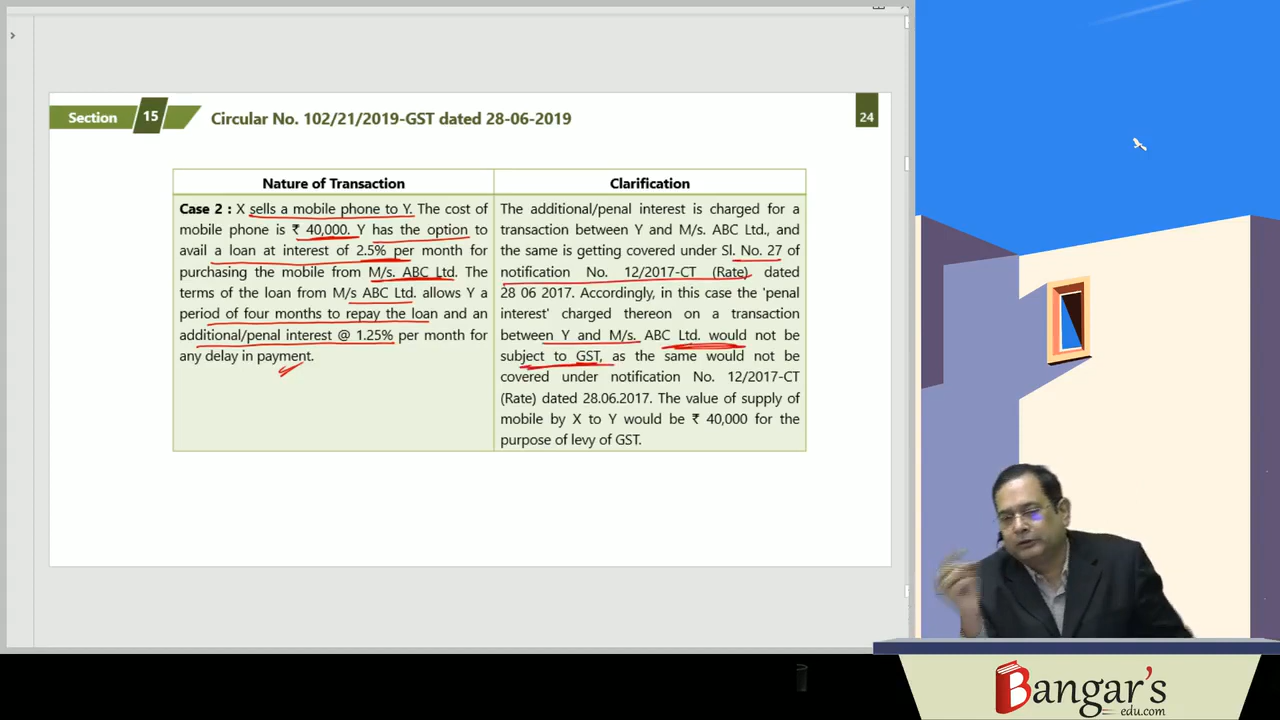 Section 15 Circular No. 102/21/2019-GST dated 28-06-2019 24
Nature of Transaction
Case 2 : X sells a mobile phone to Y. The cost of
mobile phone is ₹ 40,000. Y has the option to
avail a loan at interest of 2.5% per month for
purchasing the mobile from M/s. ABC Ltd. The
terms of the loan from M/s ABC Ltd. allows Y a
period of four months to repay the loan and an
additional/penal interest @ 1.25% per month for
any delay in payment.
Clarification
The additional/penal interest is charged for a
transaction between Y and M/s. ABC Ltd., and
the same is getting covered under Sl. No. 27 of
notification No. 12/2017-CT (Rate) dated
28 06 2017. Accordingly, in this case the 'penal
interest' charged thereon on a transaction
between Y and M/s. ABC Ltd. would not be
subject to GST, as the same would not be
covered under notification No. 12/2017-CT
(Rate) dated 28.06.2017. The value of supply of
mobile by X to Y would be ₹ 40,000 for the
purpose of levy of GST.
Bangar's
edu.com